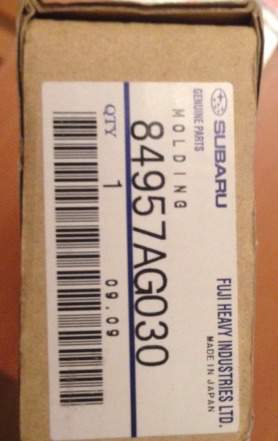 SUBARU
GENUINE PARTS
FUJI HEAVY INDUSTRIES LTD.
MADE IN JAPAN
MOLDING
84957AG030
QTY 1 09.09